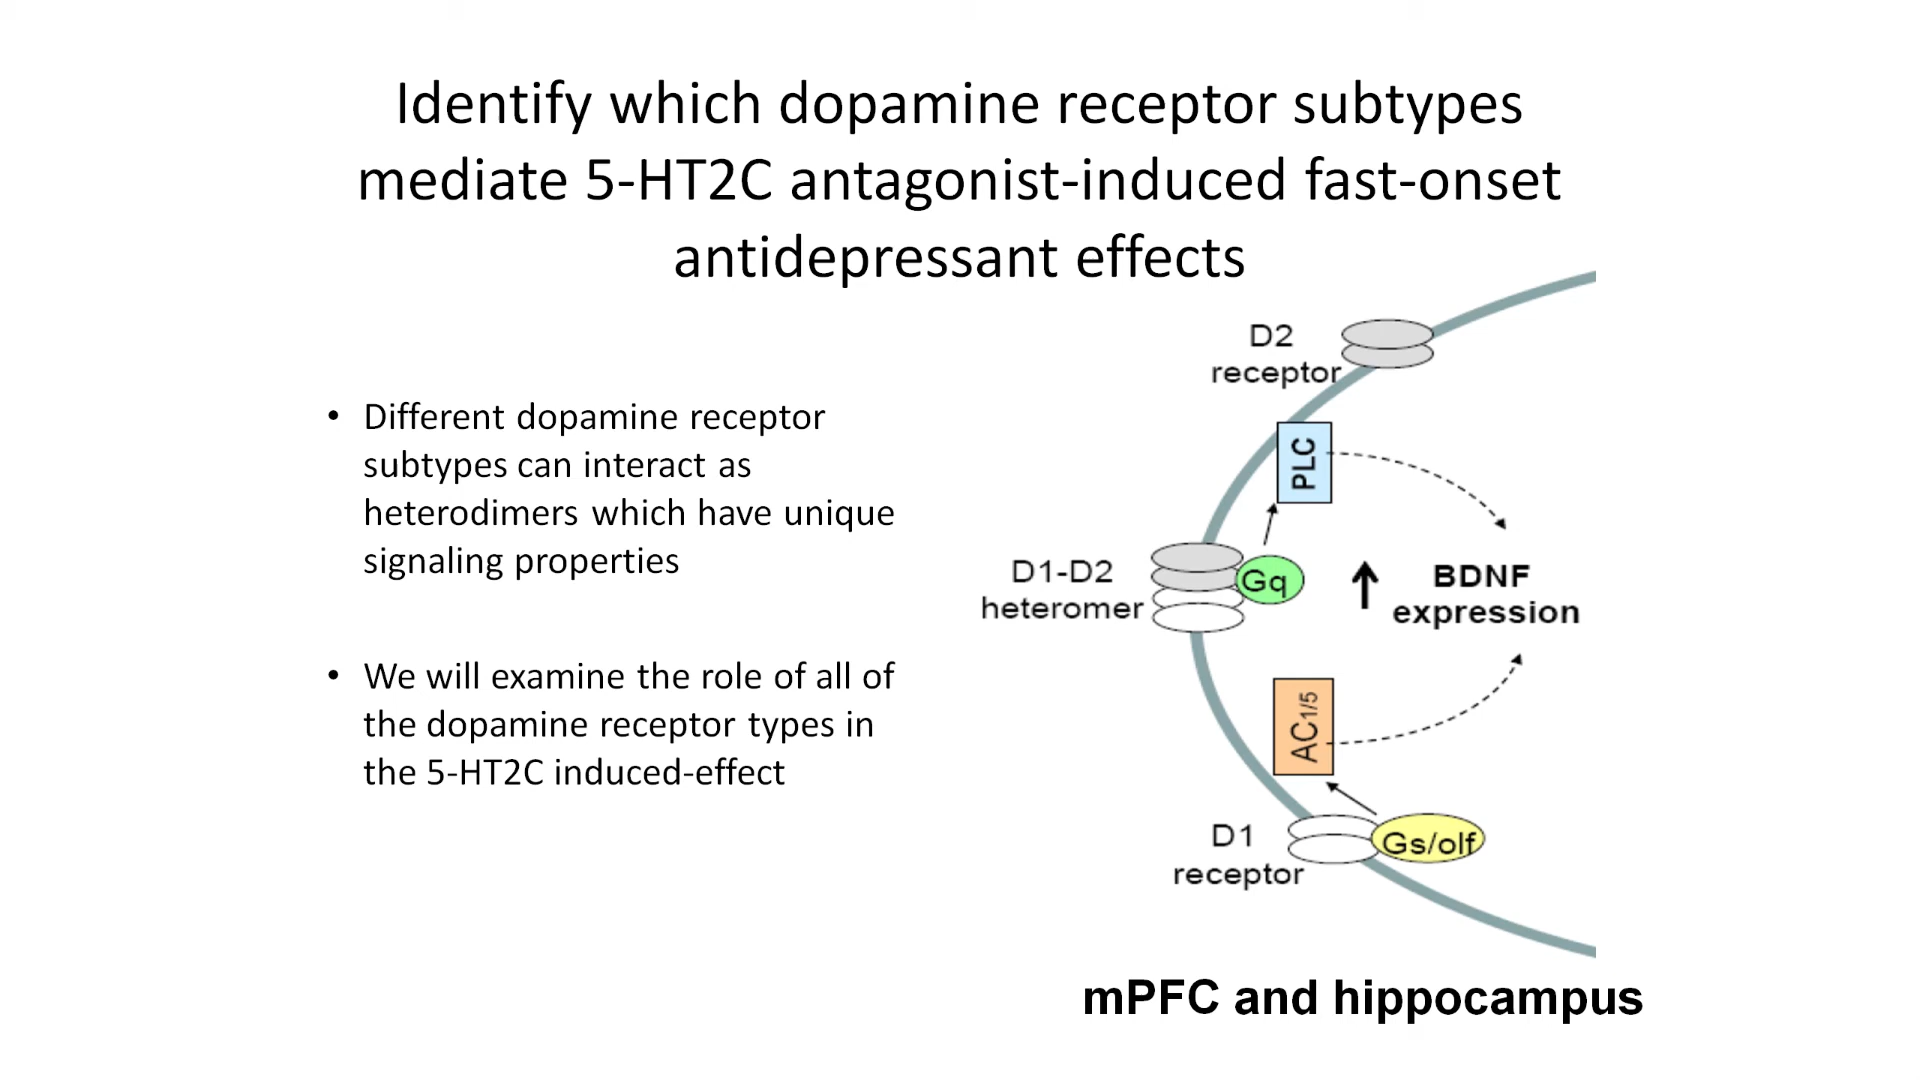 Identify which dopamine receptor subtypes
mediate 5-HT2C antagonist-induced fast-onset
antidepressant effects
• Different dopamine receptor
subtypes can interact as
heterodimers which have unique
signaling properties
• We will examine the role of all of
the dopamine receptor types in
the 5-HT2C induced-effect
D2
receptor
PLC
D1-D2
heteromer
Gq
BDNF
expression
AC1/5
D1
receptor
Gs/olf
mPFC and hippocampus